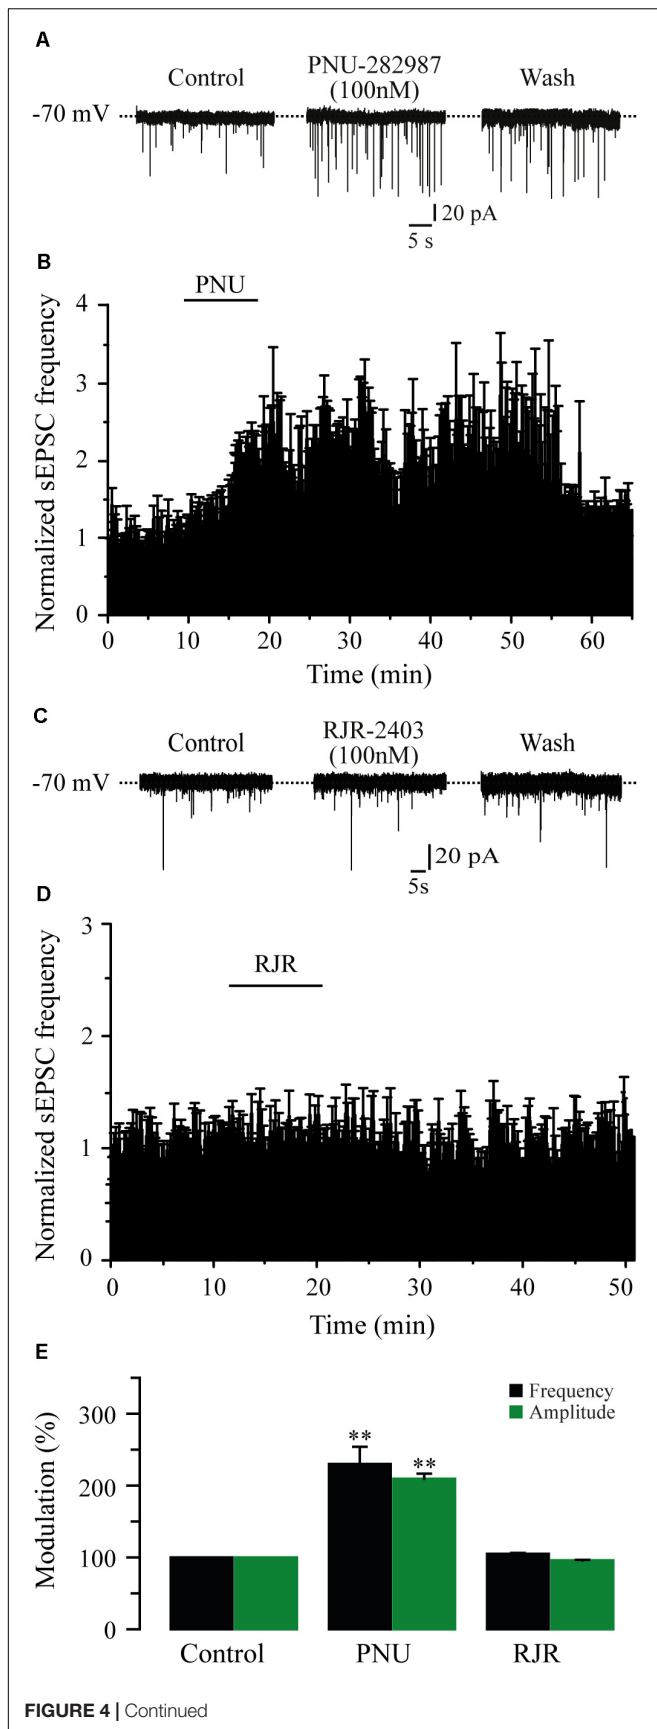 A
Control
PNU-282987
(100nM)
Wash
-70 mV
20 pA
5 s
B
PNU
Normalized sEPSC frequency
4
3
2
1
0
0 10 20 30 40 50 60
Time (min)
C
Control
RJR-2403
(100nM)
Wash
-70 mV
20 pA
5s
D
RJR
Normalized sEPSC frequency
3
2
1
0
0 10 20 30 40 50
Time (min)
E
Frequency
Amplitude
Modulation (%)
300
200
100
0
** **
Control PNU RJR
FIGURE 4 | Continued